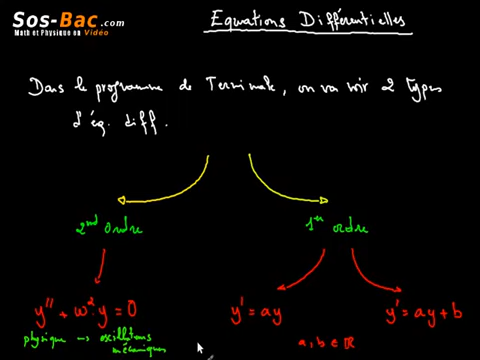 Sos-Bac.com
Math et Physique en Vidéo
Equations Différentielles
Dans le programme de Terminale, on va voir 2 types
d'éq. diff.
2nd ordre
1er ordre
y'' + ω² y = 0
y' = ay
y' = ay + b
physique → oscillations
mécaniques
a, b ∈ ℝ